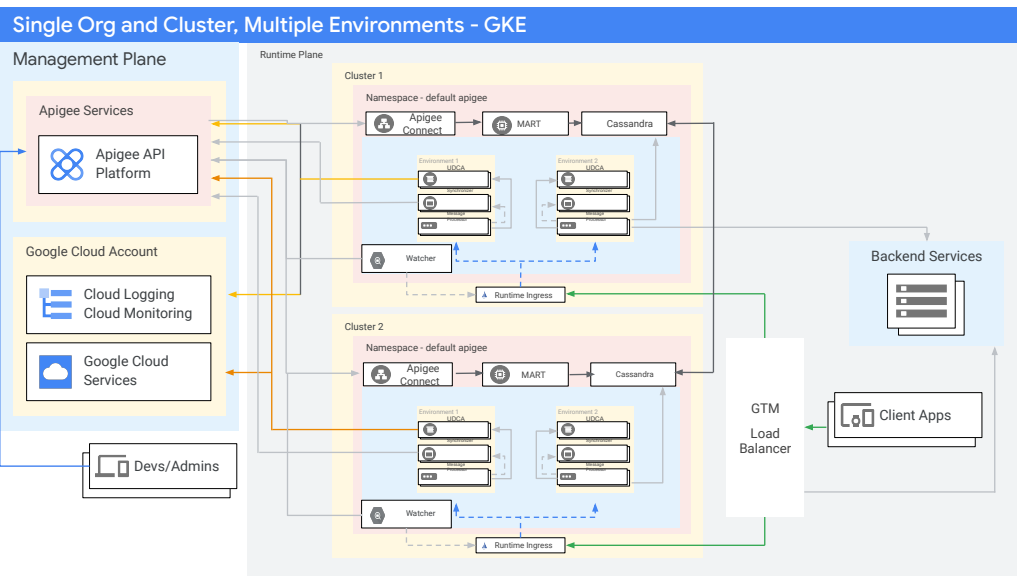 Single Org and Cluster, Multiple Environments - GKE
Management Plane
Apigee Services
Apigee API
Platform
Google Cloud Account
Cloud Logging
Cloud Monitoring
Google Cloud
Services
Devs/Admins
Runtime Plane
Cluster 1
Namespace - default apigee
Apigee
Connect
MART
Cassandra
Environment 1
UDCA
Synchronizer
Message
Processor
Environment 2
UDCA
Synchronizer
Message
Processor
Watcher
Runtime Ingress
Cluster 2
Namespace - default apigee
Apigee
Connect
MART
Cassandra
Environment 1
UDCA
Synchronizer
Message
Processor
Environment 2
UDCA
Synchronizer
Message
Processor
Watcher
Runtime Ingress
Backend Services
GTM
Load
Balancer
Client Apps